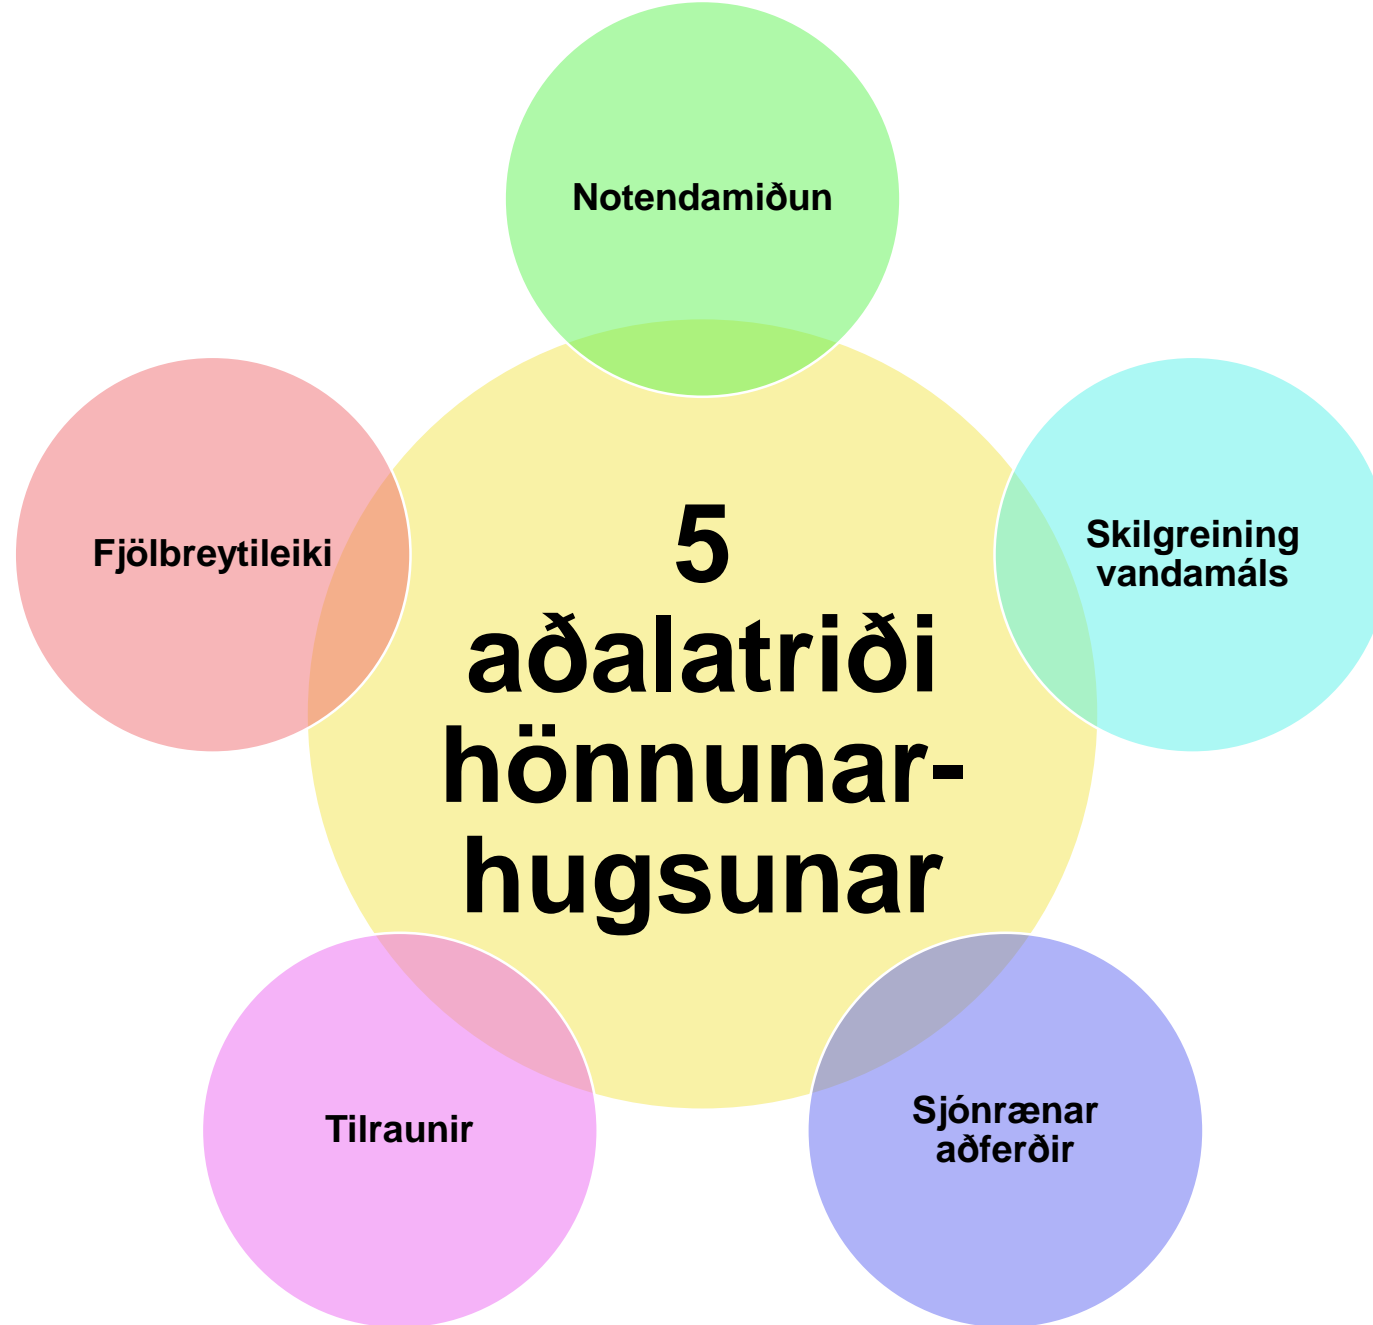 Notendamiðun
Skilgreining
vandamáls
Fjölbreytileiki
5
aðalatriði
hönnunar-
hugsunar
Sjónrænar
aðferðir
Tilraunir